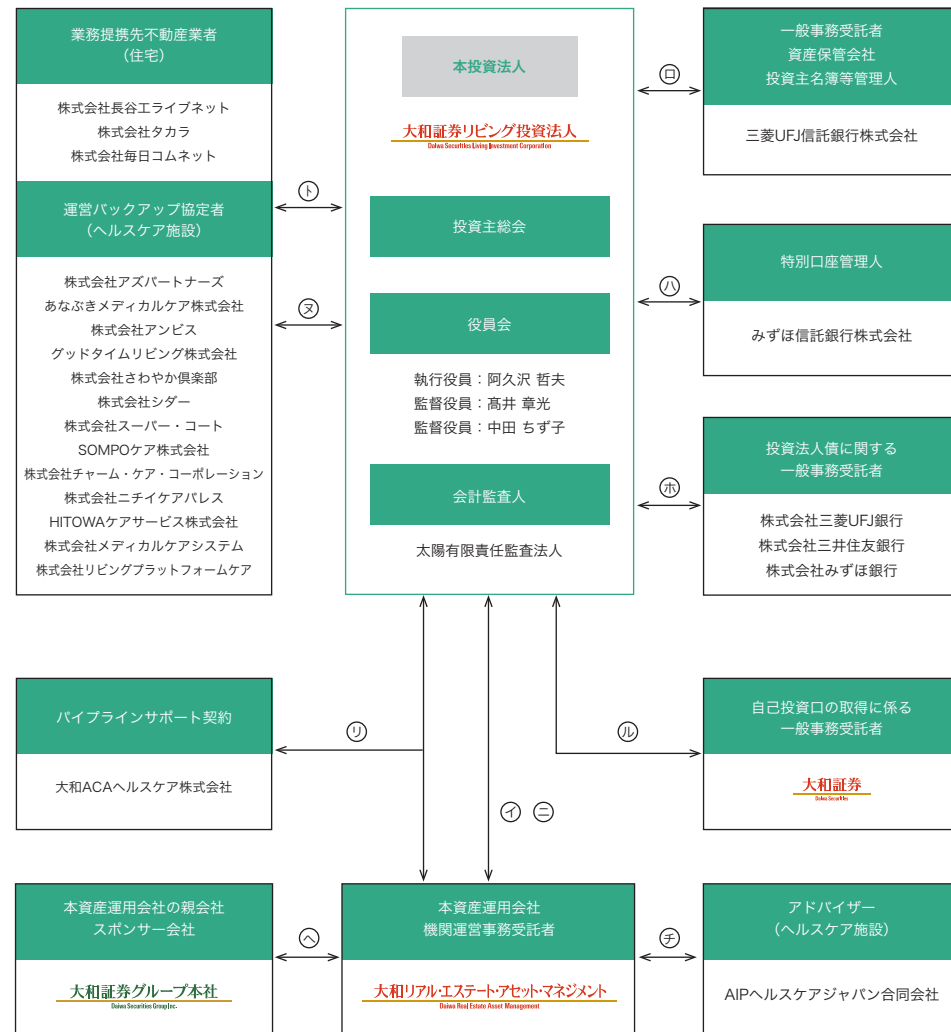 業務提携先不動産業者
（住宅）
株式会社長谷工ライブネット
株式会社タカラ
株式会社毎日コムネット
運営バックアップ協定者
（ヘルスケア施設）
株式会社アズパートナーズ
あなぶきメディカルケア株式会社
株式会社アンビス
グッドタイムリビング株式会社
株式会社さわやか倶楽部
株式会社シダー
株式会社スーパー・コート
SOMPOケア株式会社
株式会社チャーム・ケア・コーポレーション
株式会社ニチイケアパレス
HITOWAケアサービス株式会社
株式会社メディカルケアシステム
株式会社リビングプラットフォームケア
㋣
㋦
本投資法人
大和証券リビング投資法人
Daiwa Securities Living Investment Corporation
投資主総会
役員会
執行役員：阿久沢 哲夫
監督役員：髙井 章光
監督役員：中田 ちず子
会計監査人
太陽有限責任監査法人
㋺
㋩
㋭
一般事務受託者
資産保管会社
投資主名簿等管理人
三菱UFJ信託銀行株式会社
特別口座管理人
みずほ信託銀行株式会社
投資法人債に関する
一般事務受託者
株式会社三菱UFJ銀行
株式会社三井住友銀行
株式会社みずほ銀行
パイプラインサポート契約
大和ACAヘルスケア株式会社
㋷
㋑ ㋥
㋸
自己投資口の取得に係る
一般事務受託者
大和証券
Daiwa Securities
本資産運用会社の親会社
スポンサー会社
大和証券グループ本社
Daiwa Securities Group Inc.
㋬
本資産運用会社
機関運営事務受託者
大和リアル・エステート・アセット・マネジメント
Daiwa Real Estate Asset Management
㋠
アドバイザー
（ヘルスケア施設）
AIPヘルスケアジャパン合同会社